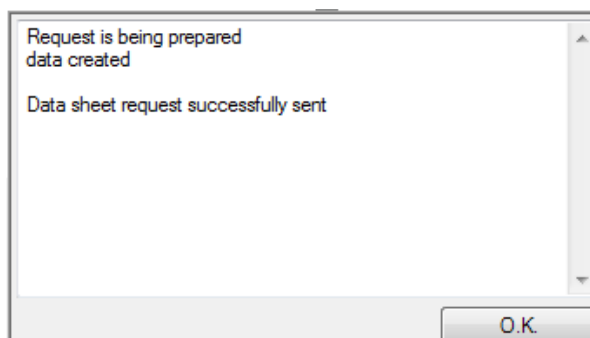 Request is being prepared
data created
Data sheet request successfully sent
O.K.